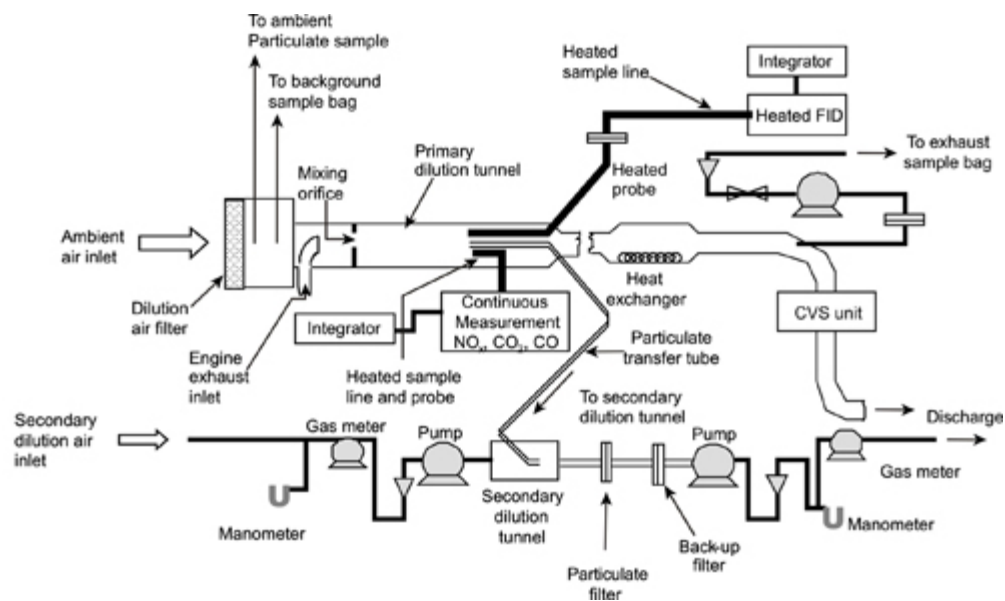 To ambient
Particulate sample
To background
sample bag
Heated
sample line
Integrator
Heated FID
To exhaust
sample bag
Primary
dilution tunnel
Mixing
orifice
Heated
probe
Ambient
air inlet
Dilution
air filter
Heat
exchanger
CVS unit
Integrator
Continuous
Measurement
NOx, CO2, CO
Engine
exhaust
inlet
Heated sample
line and probe
Particulate
transfer tube
To secondary
dilution tunnel
Discharge
Secondary
dilution air
inlet
Gas meter
Pump
Pump
Gas meter
Manometer
Secondary
dilution
tunnel
Particulate
filter
Back-up
filter
Manometer